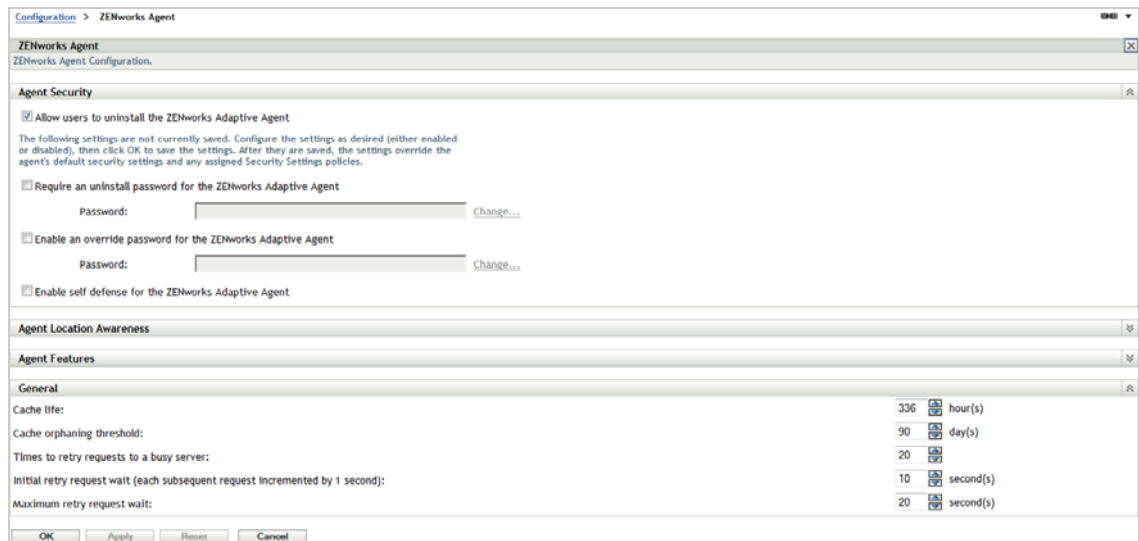 Configuration > ZENworks Agent
ZENworks Agent
ZENworks Agent Configuration.
Agent Security
Allow users to uninstall the ZENworks Adaptive Agent
The following settings are not currently saved. Configure the settings as desired (either enabled
or disabled), then click OK to save the settings. After they are saved, the settings override the
agent's default security settings and any assigned Security Settings policies.
Require an uninstall password for the ZENworks Adaptive Agent
Password: Change...
Enable an override password for the ZENworks Adaptive Agent
Password: Change...
Enable self defense for the ZENworks Adaptive Agent
Agent Location Awareness
Agent Features
General
Cache life: 336 hour(s)
Cache orphaning threshold: 90 day(s)
Times to retry requests to a busy server: 20
Initial retry request wait (each subsequent request incremented by 1 second): 10 second(s)
Maximum retry request wait: 20 second(s)
OK Apply Reset Cancel